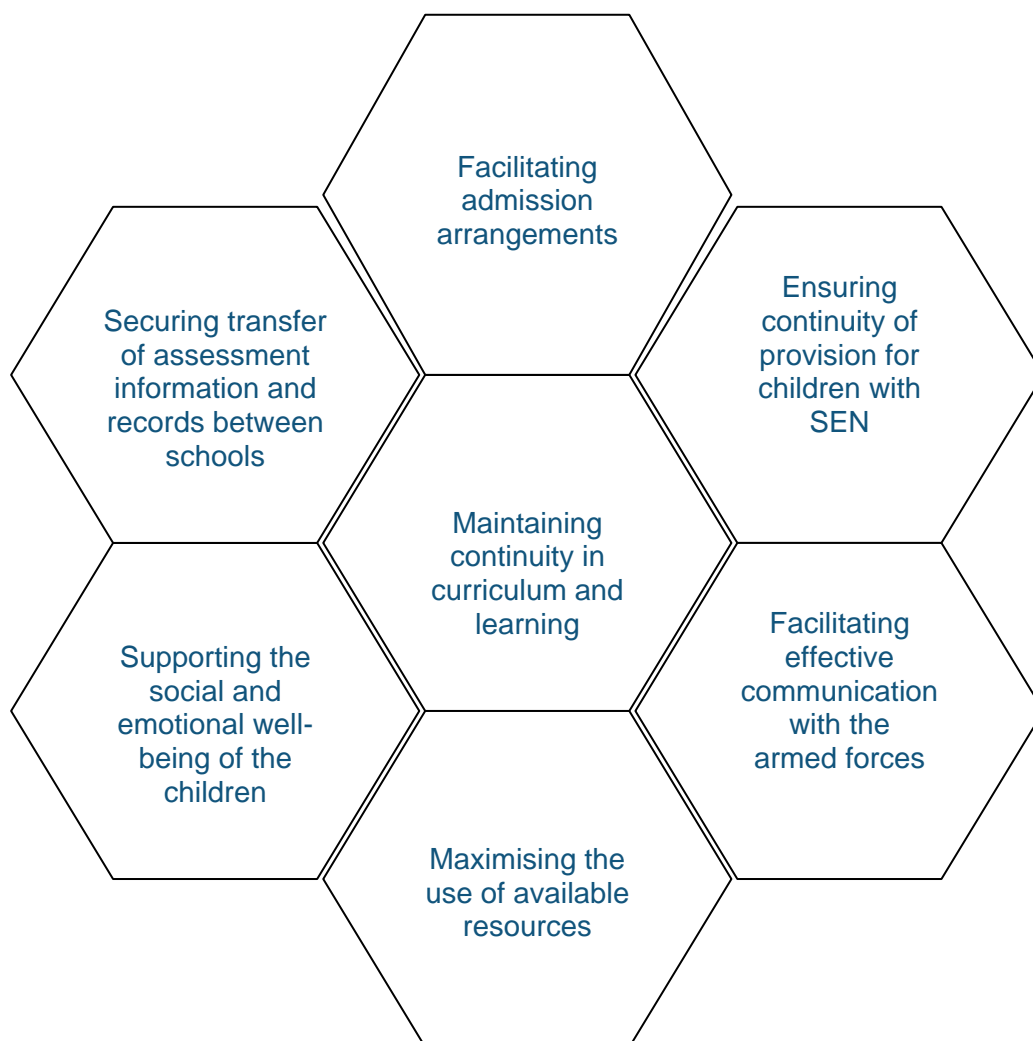 Facilitating
admission
arrangements
Securing transfer
of assessment
information and
records between
schools
Ensuring
continuity of
provision for
children with
SEN
Maintaining
continuity in
curriculum and
learning
Supporting the
social and
emotional well-
being of the
children
Facilitating
effective
communication
with the
armed forces
Maximising the
use of available
resources